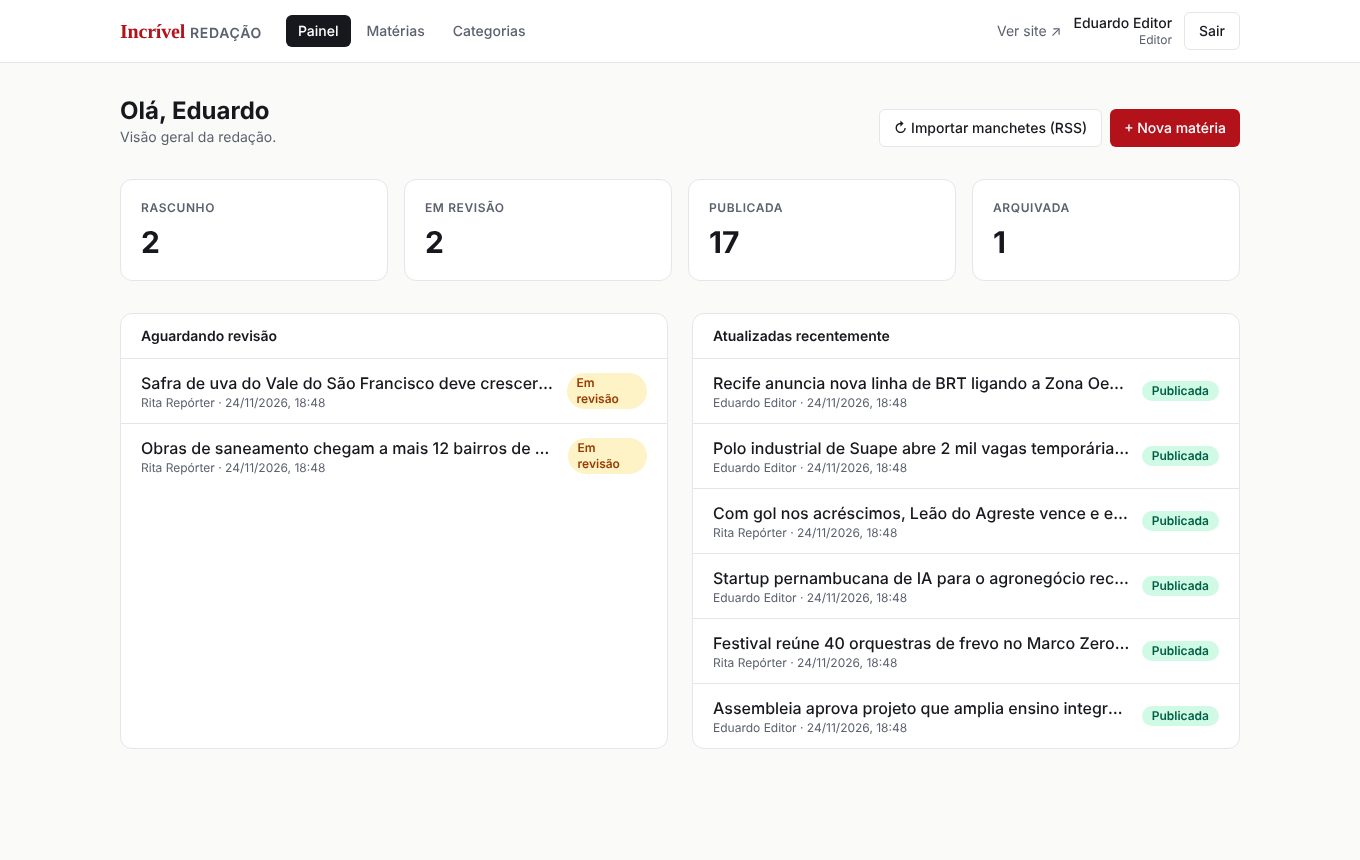 Incrível REDAÇÃO
Painel
Matérias
Categorias
Ver site ↗
Eduardo Editor
Editor
Sair
Olá, Eduardo
Visão geral da redação.
↻ Importar manchetes (RSS)
+ Nova matéria
RASCUNHO
2
EM REVISÃO
2
PUBLICADA
17
ARQUIVADA
1
Aguardando revisão
Safra de uva do Vale do São Francisco deve crescer…
Rita Repórter · 24/11/2026, 18:48
Em
revisão
Obras de saneamento chegam a mais 12 bairros de …
Rita Repórter · 24/11/2026, 18:48
Em
revisão
Atualizadas recentemente
Recife anuncia nova linha de BRT ligando a Zona Oe…
Eduardo Editor · 24/11/2026, 18:48
Publicada
Polo industrial de Suape abre 2 mil vagas temporária…
Eduardo Editor · 24/11/2026, 18:48
Publicada
Com gol nos acréscimos, Leão do Agreste vence e e…
Rita Repórter · 24/11/2026, 18:48
Publicada
Startup pernambucana de IA para o agronegócio rec…
Eduardo Editor · 24/11/2026, 18:48
Publicada
Festival reúne 40 orquestras de frevo no Marco Zero…
Rita Repórter · 24/11/2026, 18:48
Publicada
Assembleia aprova projeto que amplia ensino integr…
Eduardo Editor · 24/11/2026, 18:48
Publicada